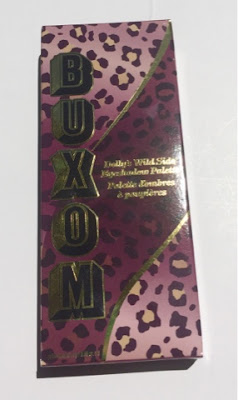 BUXOM
Dolly's Wild Side
Eyeshadow Palette
Palette d'ombres
à paupières